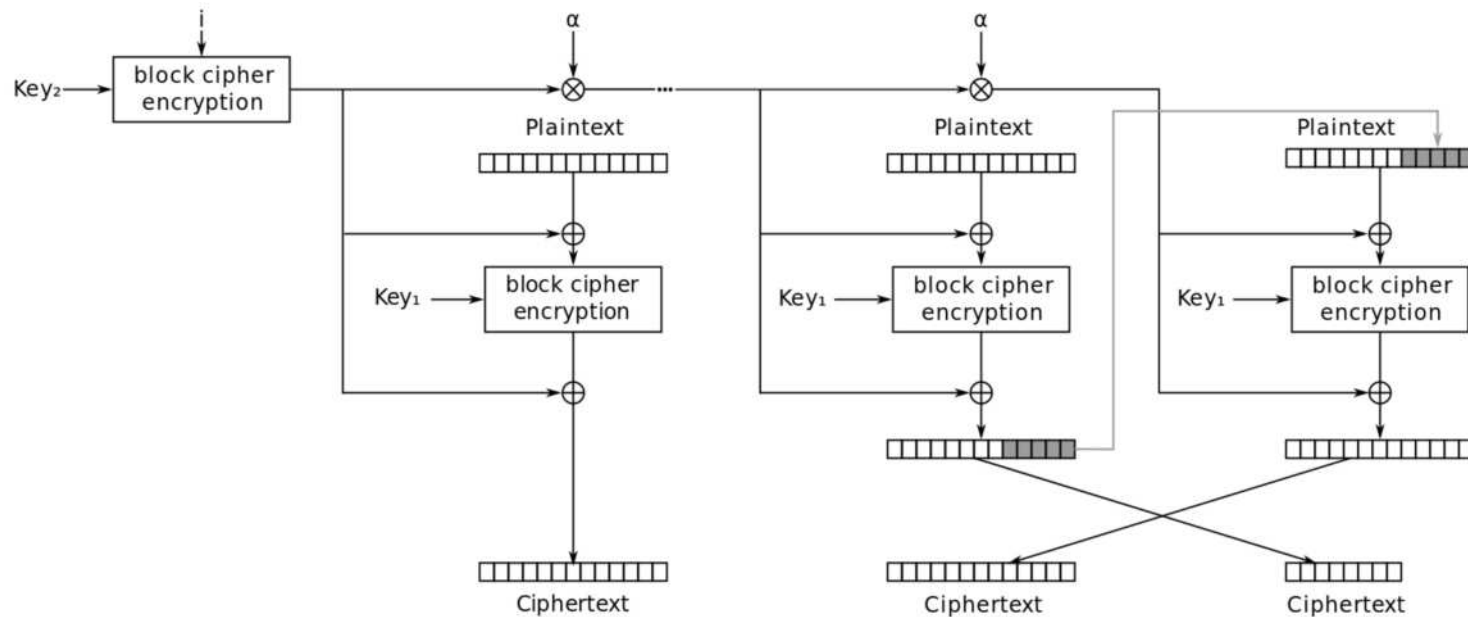 i
α
α
Key₂
block cipher
encryption
...
Plaintext
Plaintext
Plaintext
Key₁
block cipher
encryption
Key₁
block cipher
encryption
Key₁
block cipher
encryption
Ciphertext
Ciphertext
Ciphertext